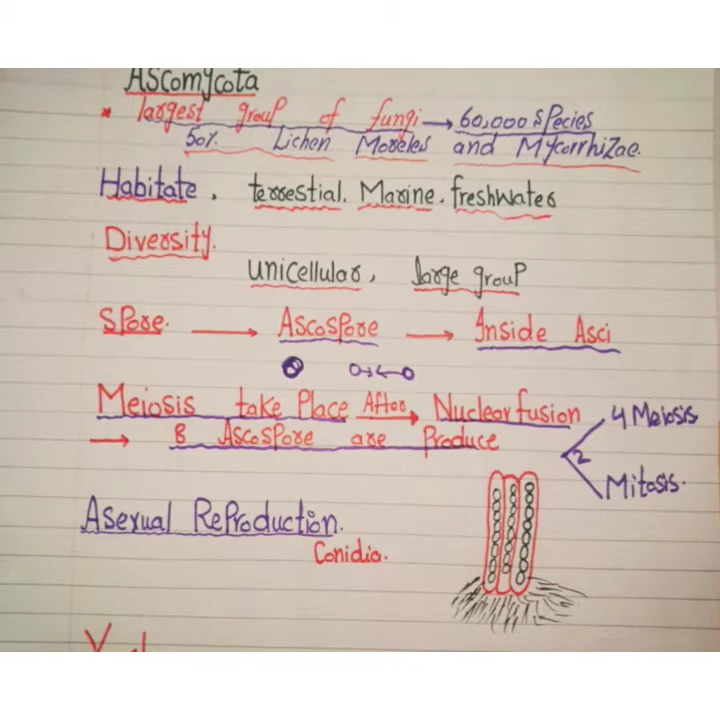 Ascomycota
* largest group of fungi → 60,000 species
50% Lichen Moreles and Mycorrhizae.
Habitate, terrestial. Marine. freshwater
Diversity.
Unicellular, large group
Spore. → Ascospore → Inside Asci
Meiosis take Place After → Nuclear fusion
→ 8 Ascospore are Produce
4 Meiosis
2
Mitosis.
Asexual Reproduction.
Conidia.